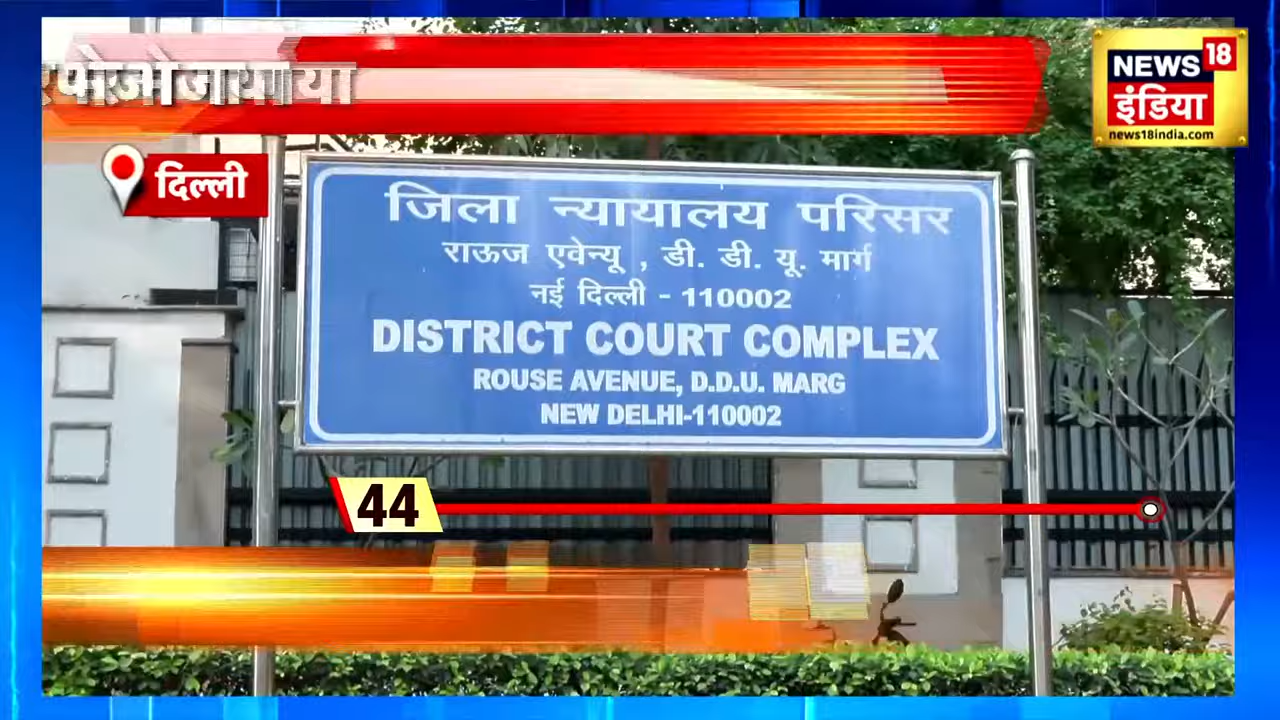 NEWS 18
इंडिया
news18india.com
दिल्ली
जिला न्यायालय परिसर
राऊज एवेन्यू , डी. डी. यू. मार्ग
नई दिल्ली - 110002
DISTRICT COURT COMPLEX
ROUSE AVENUE, D.D.U. MARG
NEW DELHI-110002
44